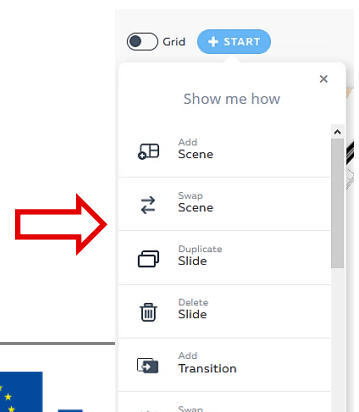 Grid
+ START
Show me how
Add
Scene
Swap
Scene
Duplicate
Slide
Delete
Slide
Add
Transition
Swap